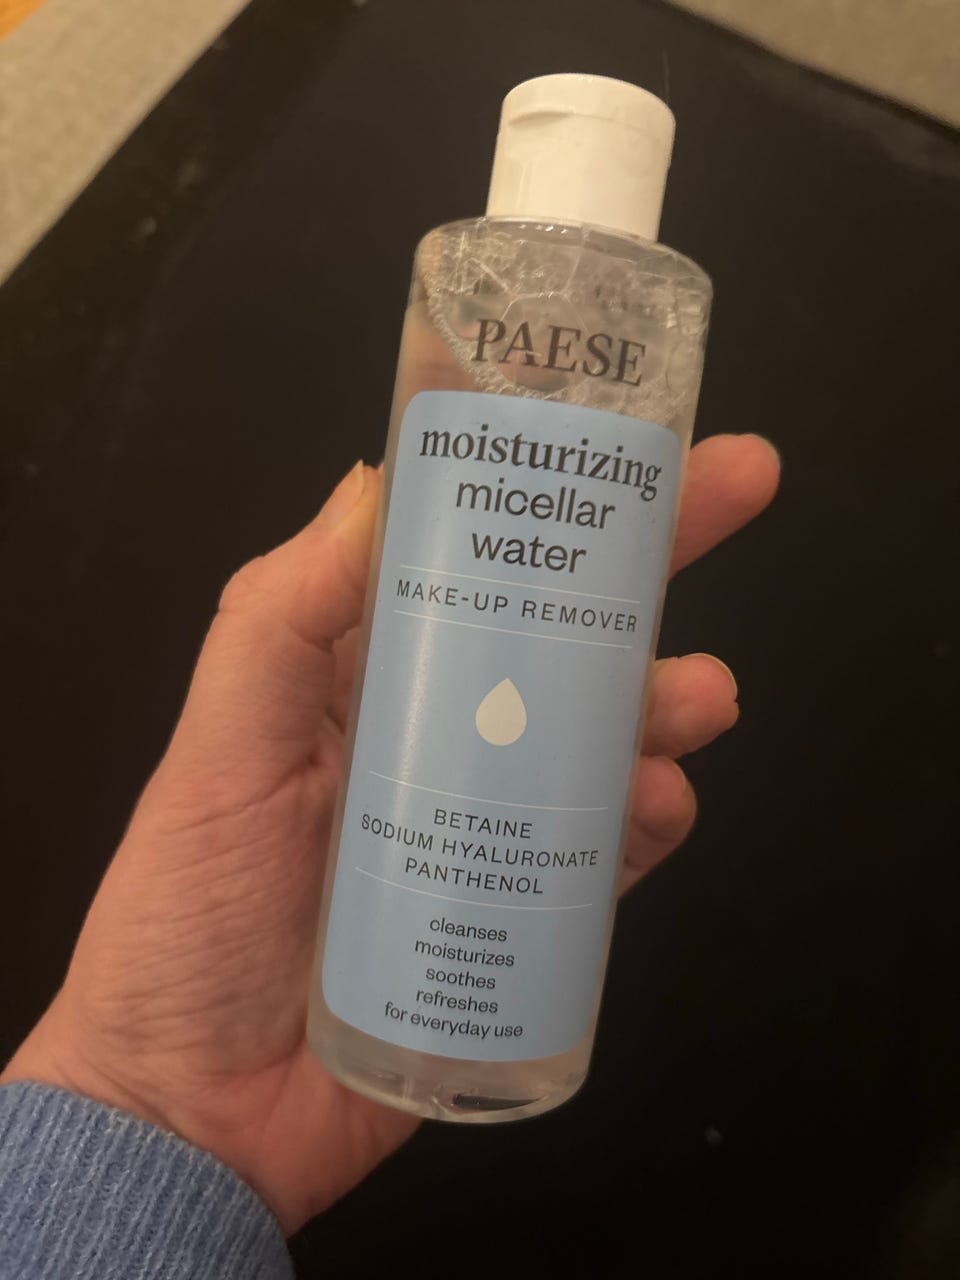 PAESE
moisturizing
micellar
water
MAKE-UP REMOVER
BETAINE
SODIUM HYALURONATE
PANTHENOL
cleanses
moisturizes
soothes
refreshes
for everyday use